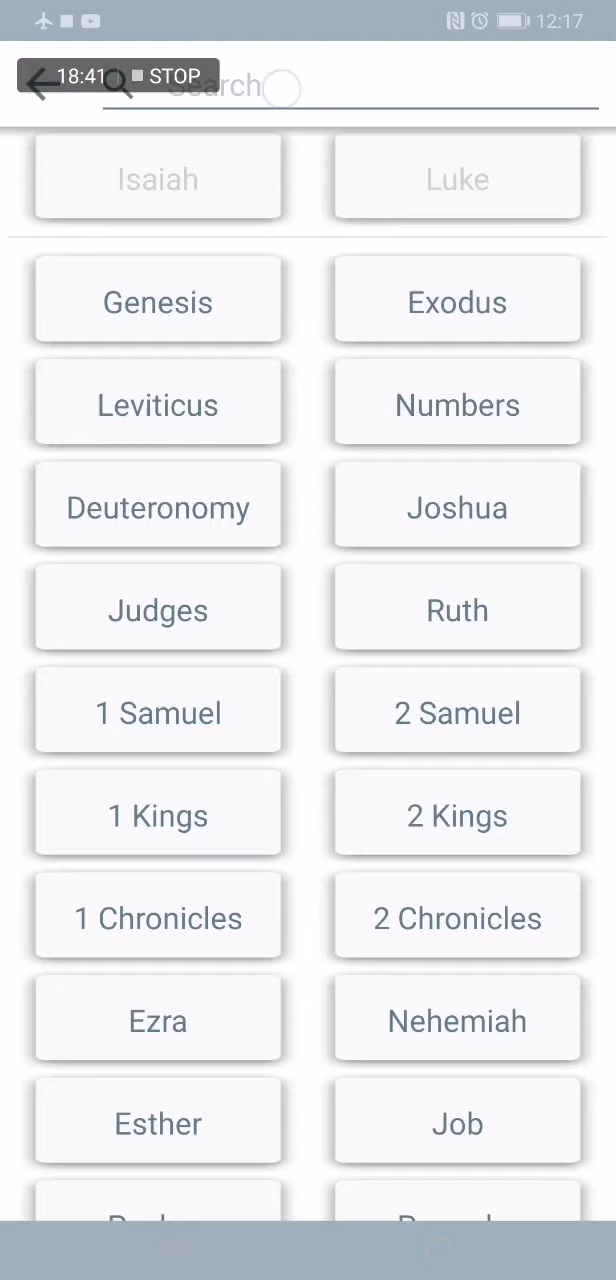 12:17
18:41 STOP
Search
Isaiah Luke
Genesis Exodus
Leviticus Numbers
Deuteronomy Joshua
Judges Ruth
1 Samuel 2 Samuel
1 Kings 2 Kings
1 Chronicles 2 Chronicles
Ezra Nehemiah
Esther Job